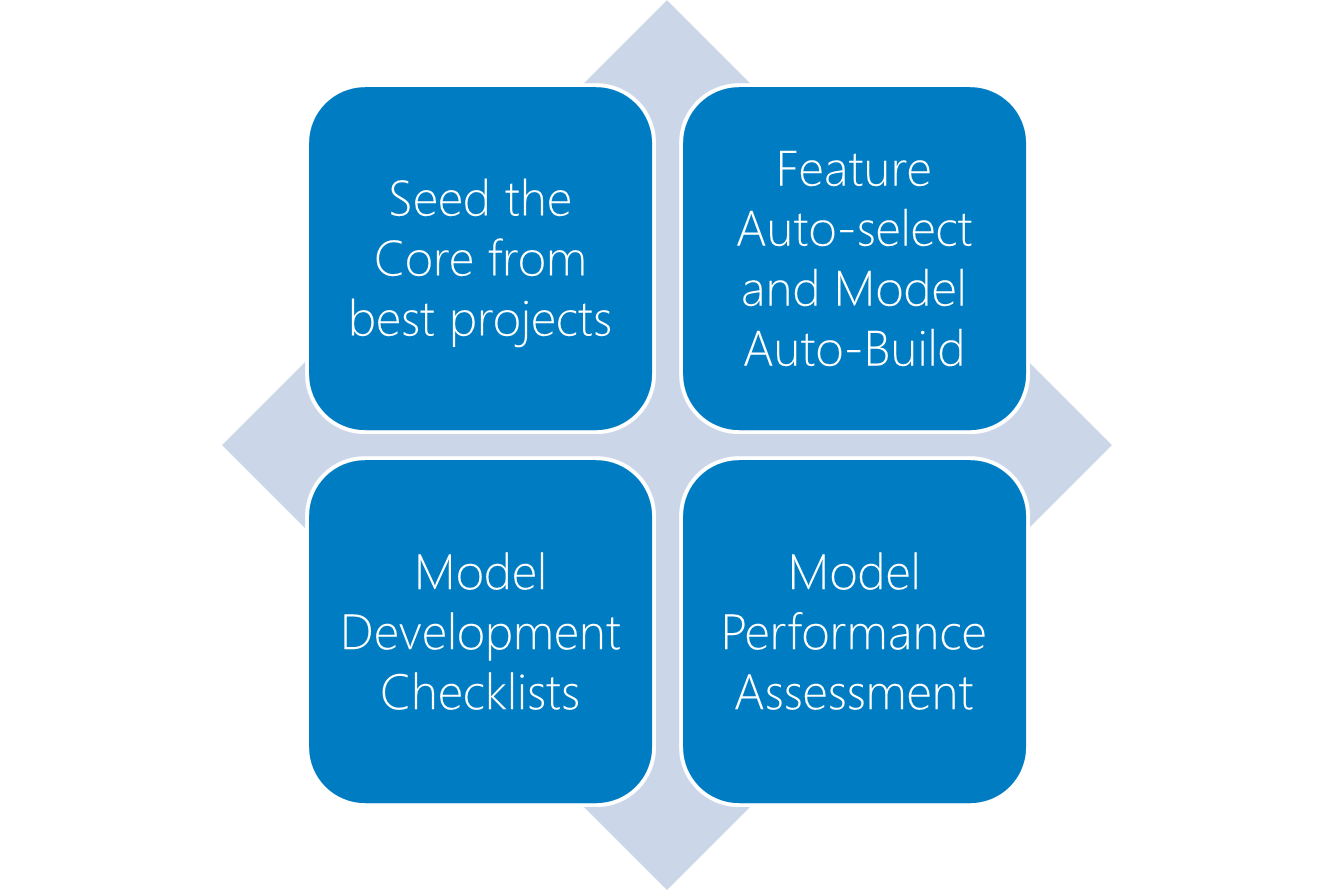 Seed the
Core from
best projects
Feature
Auto-select
and Model
Auto-Build
Model
Development
Checklists
Model
Performance
Assessment